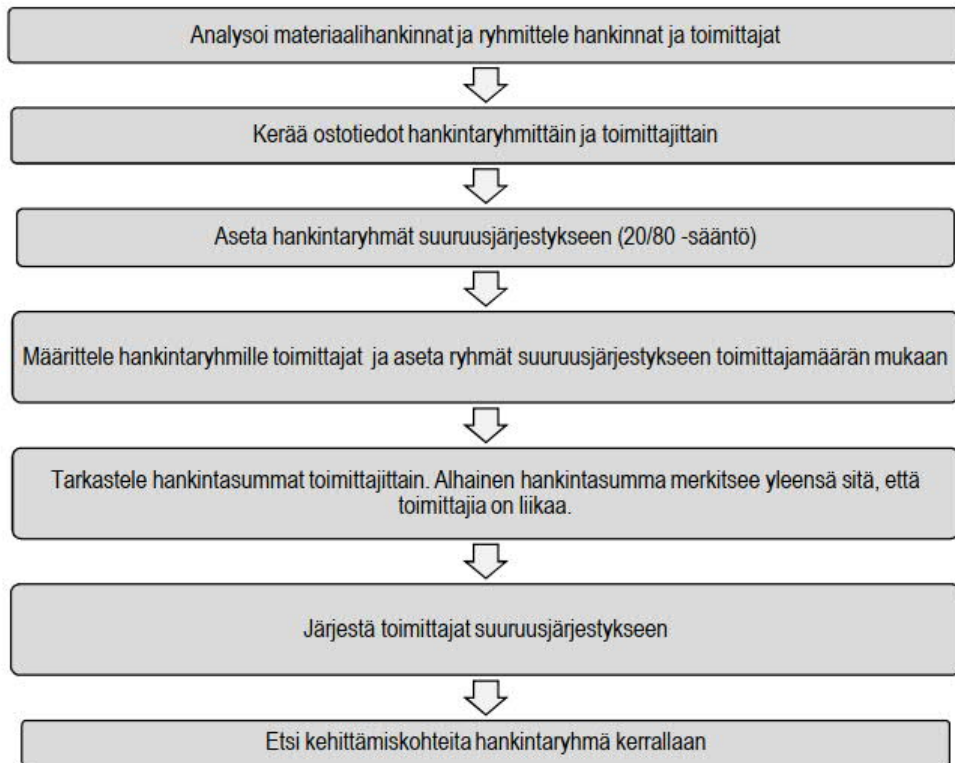 Analysoi materiaalihankinnat ja ryhmittele hankinnat ja toimittajat
Kerää ostotiedot hankintaryhmittäin ja toimittajittain
Aseta hankintaryhmät suuruusjärjestykseen (20/80 -sääntö)
Määrittele hankintaryhmille toimittajat ja aseta ryhmät suuruusjärjestykseen toimittajamäärän mukaan
Tarkastele hankintasummat toimittajittain. Alhainen hankintasumma merkitsee yleensä sitä, että
toimittajia on liikaa.
Järjestä toimittajat suuruusjärjestykseen
Etsi kehittämiskohteita hankintaryhmä kerrallaan